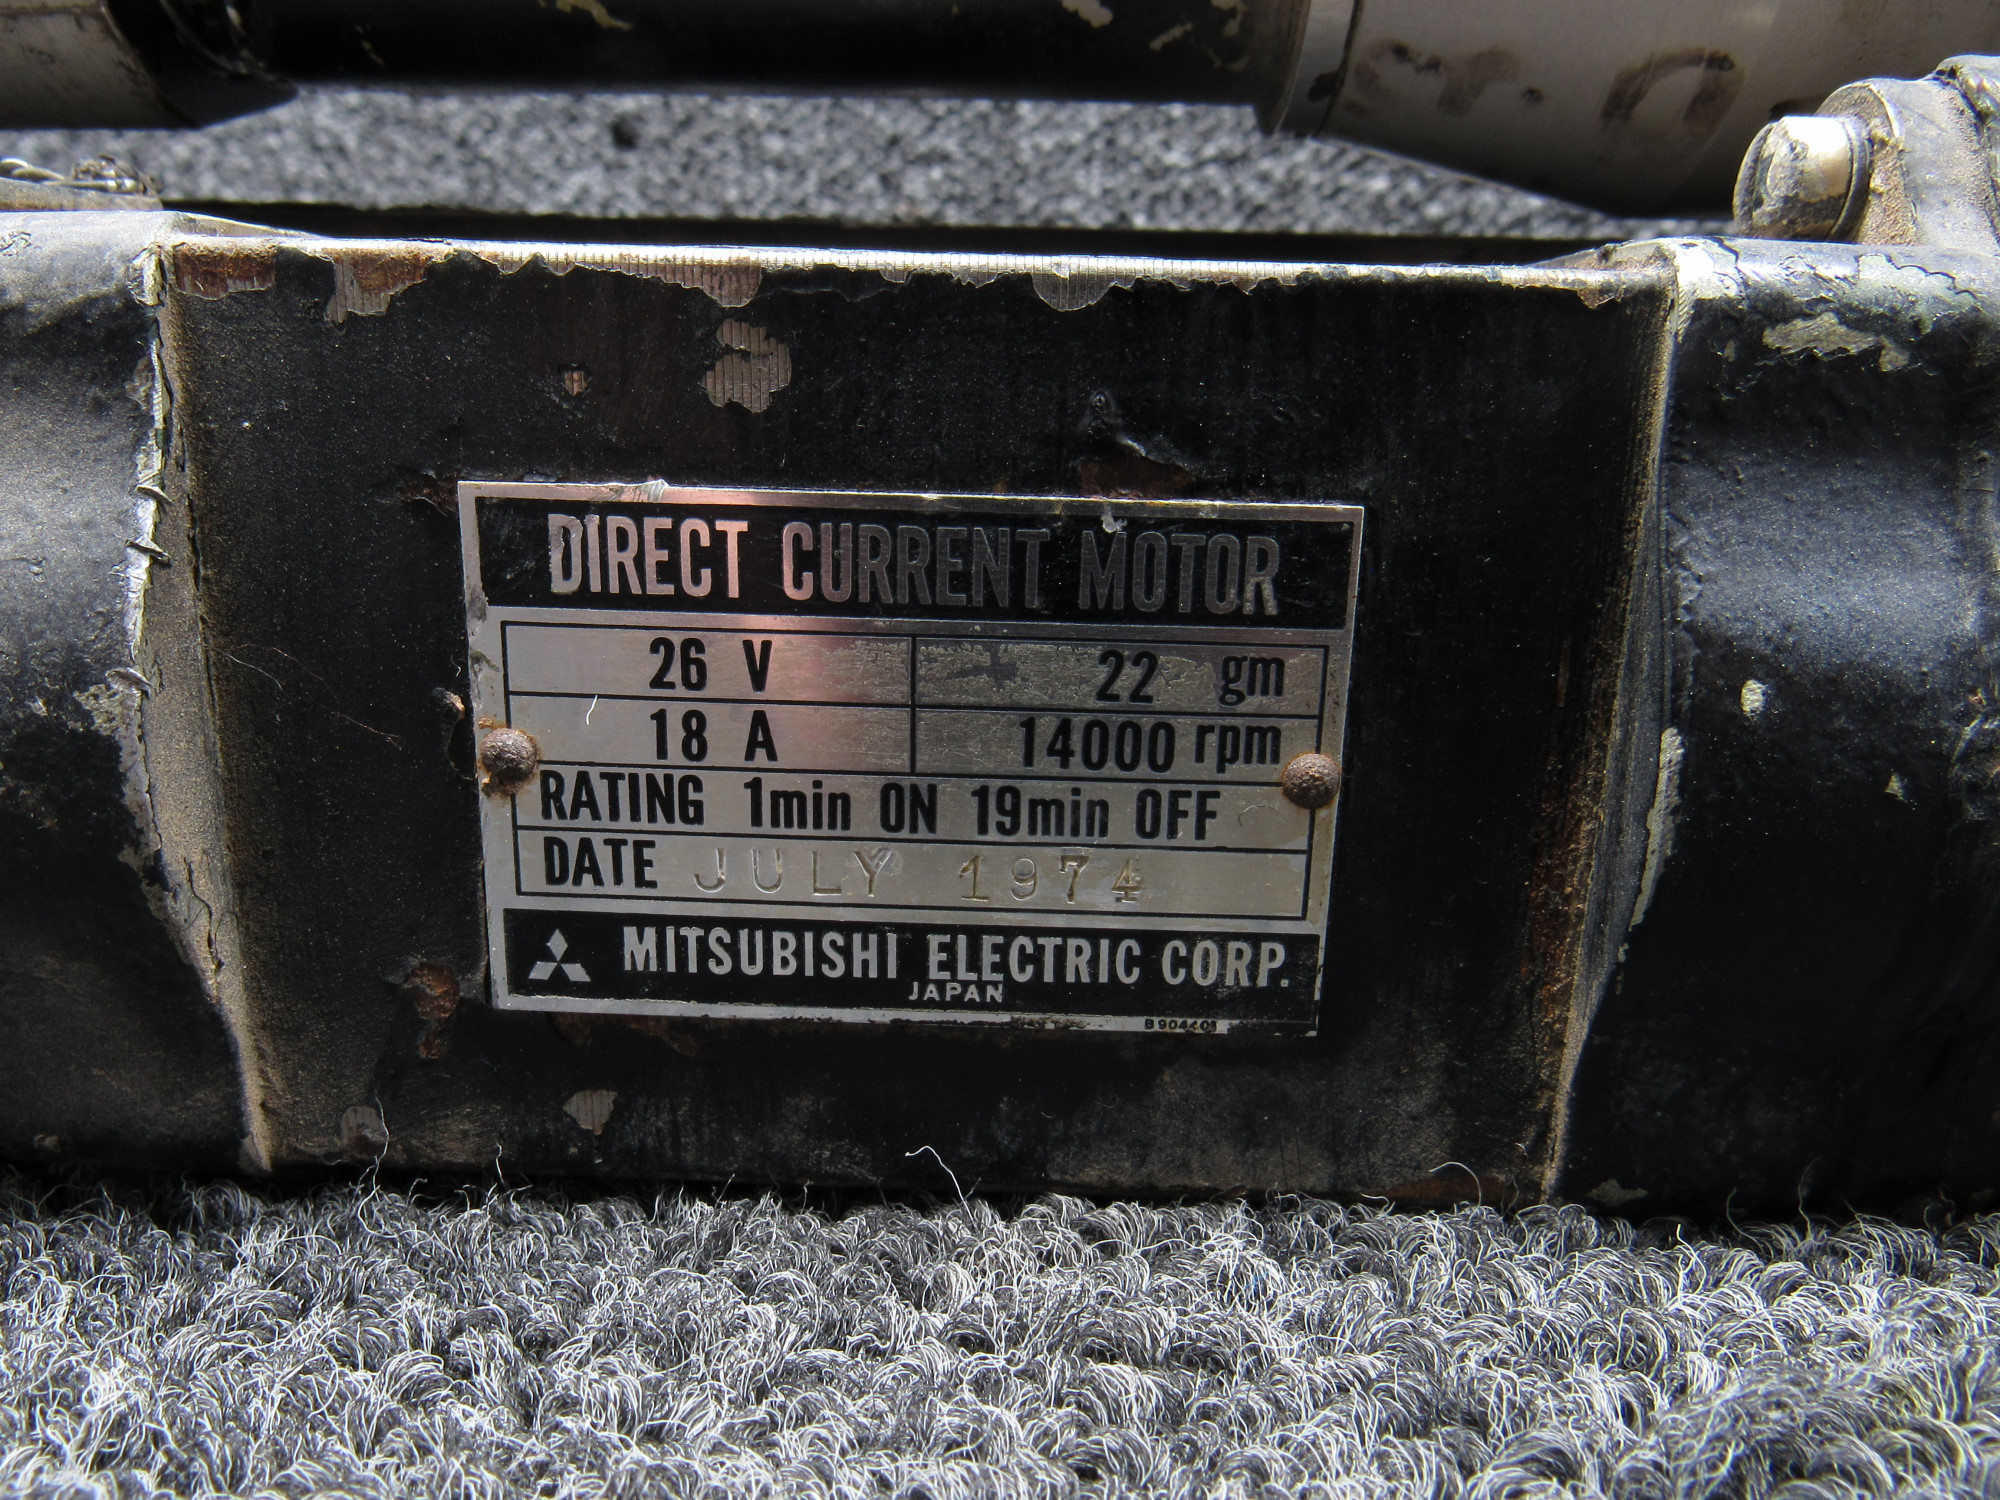 DIRECT CURRENT MOTOR
26 V 22 gm
18 A 14000 rpm
RATING 1min ON 19min OFF
DATE JULY 1974
MITSUBISHI ELECTRIC CORP.
JAPAN